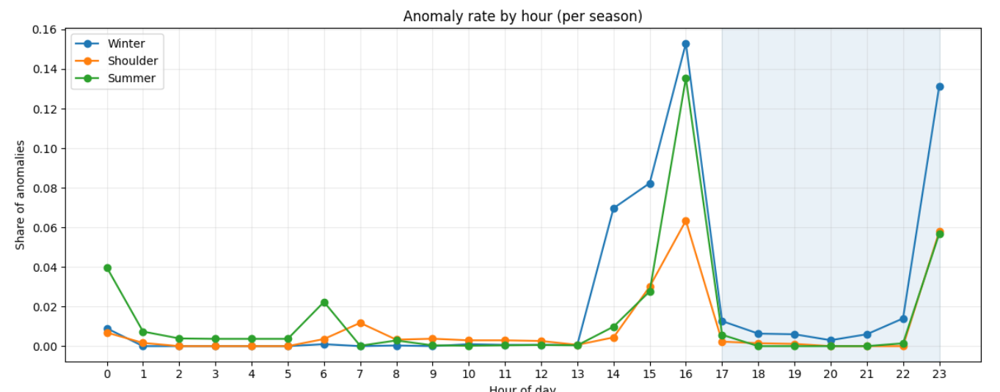 Anomaly rate by hour (per season)
Winter
Shoulder
Summer
Share of anomalies
0.16
0.14
0.12
0.10
0.08
0.06
0.04
0.02
0.00
0 1 2 3 4 5 6 7 8 9 10 11 12 13 14 15 16 17 18 19 20 21 22 23
Hour of day